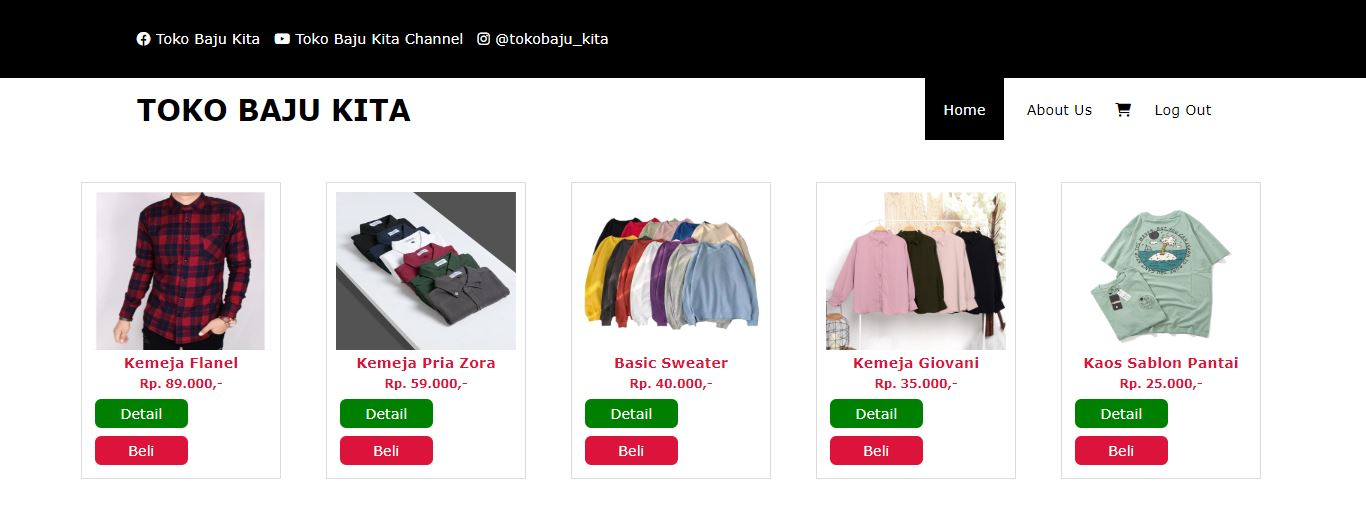 Toko Baju Kita Toko Baju Kita Channel @tokobaju_kita
TOKO BAJU KITA
Home About Us Log Out
Kemeja Flanel
Rp. 89.000,-
Detail
Beli
Kemeja Pria Zora
Rp. 59.000,-
Detail
Beli
Basic Sweater
Rp. 40.000,-
Detail
Beli
Kemeja Giovani
Rp. 35.000,-
Detail
Beli
Kaos Sablon Pantai
Rp. 25.000,-
Detail
Beli